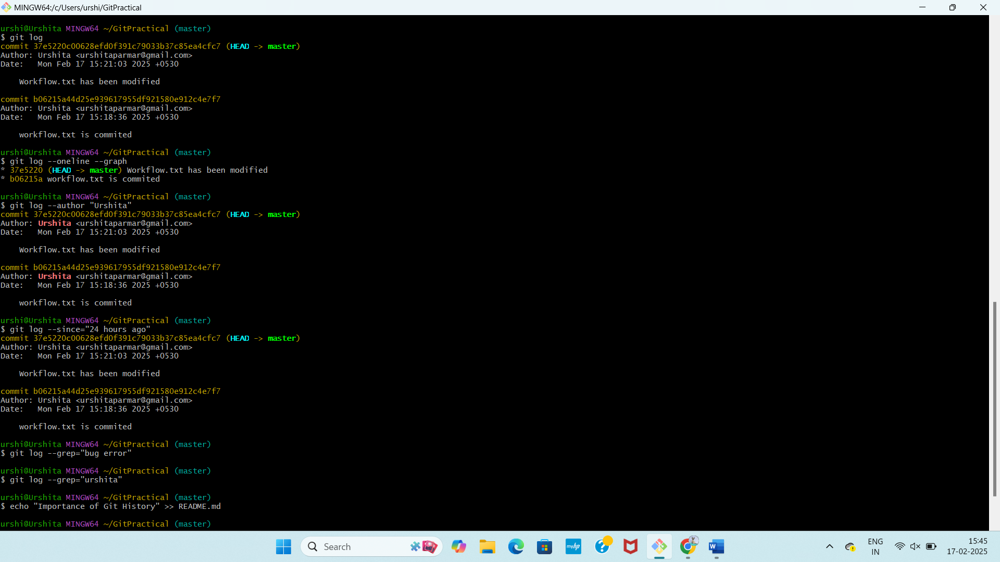 MINGW64:/c/Users/urshi/GitPractical
urshi@Urshita MINGW64 ~/GitPractical (master)
$ git log
commit 37e5220c00628efd0f391c79033b37c85ea4cfc7 (HEAD -> master)
Author: Urshita <urshitaparmar@gmail.com>
Date:   Mon Feb 17 15:21:03 2025 +0530
    Workflow.txt has been modified
commit b06215a44d25e939617955df921580e912c4e7f7
Author: Urshita <urshitaparmar@gmail.com>
Date:   Mon Feb 17 15:18:36 2025 +0530
    workflow.txt is commited
urshi@Urshita MINGW64 ~/GitPractical (master)
$ git log --oneline --graph
* 37e5220 (HEAD -> master) Workflow.txt has been modified
* b06215a workflow.txt is commited
urshi@Urshita MINGW64 ~/GitPractical (master)
$ git log --author "Urshita"
commit 37e5220c00628efd0f391c79033b37c85ea4cfc7 (HEAD -> master)
Author: Urshita <urshitaparmar@gmail.com>
Date:   Mon Feb 17 15:21:03 2025 +0530
    Workflow.txt has been modified
commit b06215a44d25e939617955df921580e912c4e7f7
Author: Urshita <urshitaparmar@gmail.com>
Date:   Mon Feb 17 15:18:36 2025 +0530
    workflow.txt is commited
urshi@Urshita MINGW64 ~/GitPractical (master)
$ git log --since="24 hours ago"
commit 37e5220c00628efd0f391c79033b37c85ea4cfc7 (HEAD -> master)
Author: Urshita <urshitaparmar@gmail.com>
Date:   Mon Feb 17 15:21:03 2025 +0530
    Workflow.txt has been modified
commit b06215a44d25e939617955df921580e912c4e7f7
Author: Urshita <urshitaparmar@gmail.com>
Date:   Mon Feb 17 15:18:36 2025 +0530
    workflow.txt is commited
urshi@Urshita MINGW64 ~/GitPractical (master)
$ git log --grep="bug error"
urshi@Urshita MINGW64 ~/GitPractical (master)
$ git log --grep="urshita"
urshi@Urshita MINGW64 ~/GitPractical (master)
$ echo "Importance of Git History" >> README.md
urshi@Urshita MINGW64 ~/GitPractical (master)
Search
myhp
W
ENG
IN
15:45
17-02-2025